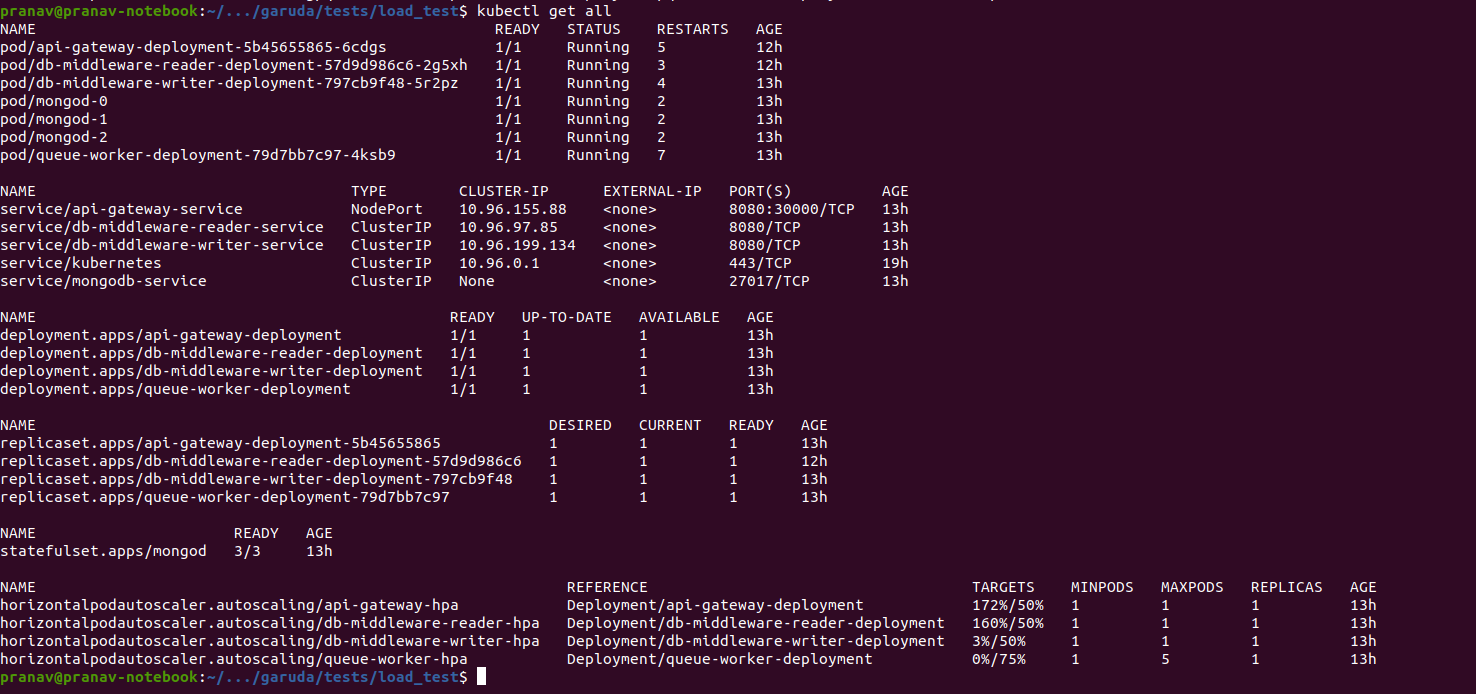 pranav@pranav-notebook:~/.../garuda/tests/load_test$ kubectl get all
NAME READY STATUS RESTARTS AGE
pod/api-gateway-deployment-5b45655865-6cdgs 1/1 Running 5 12h
pod/db-middleware-reader-deployment-57d9d986c6-2g5xh 1/1 Running 3 12h
pod/db-middleware-writer-deployment-797cb9f48-5r2pz 1/1 Running 4 13h
pod/mongod-0 1/1 Running 2 13h
pod/mongod-1 1/1 Running 2 13h
pod/mongod-2 1/1 Running 2 13h
pod/queue-worker-deployment-79d7bb7c97-4ksb9 1/1 Running 7 13h
NAME TYPE CLUSTER-IP EXTERNAL-IP PORT(S) AGE
service/api-gateway-service NodePort 10.96.155.88 <none> 8080:30000/TCP 13h
service/db-middleware-reader-service ClusterIP 10.96.97.85 <none> 8080/TCP 13h
service/db-middleware-writer-service ClusterIP 10.96.199.134 <none> 8080/TCP 13h
service/kubernetes ClusterIP 10.96.0.1 <none> 443/TCP 19h
service/mongodb-service ClusterIP None <none> 27017/TCP 13h
NAME READY UP-TO-DATE AVAILABLE AGE
deployment.apps/api-gateway-deployment 1/1 1 1 13h
deployment.apps/db-middleware-reader-deployment 1/1 1 1 13h
deployment.apps/db-middleware-writer-deployment 1/1 1 1 13h
deployment.apps/queue-worker-deployment 1/1 1 1 13h
NAME DESIRED CURRENT READY AGE
replicaset.apps/api-gateway-deployment-5b45655865 1 1 1 13h
replicaset.apps/db-middleware-reader-deployment-57d9d986c6 1 1 1 12h
replicaset.apps/db-middleware-writer-deployment-797cb9f48 1 1 1 13h
replicaset.apps/queue-worker-deployment-79d7bb7c97 1 1 1 13h
NAME READY AGE
statefulset.apps/mongod 3/3 13h
NAME REFERENCE TARGETS MINPODS MAXPODS REPLICAS AGE
horizontalpodautoscaler.autoscaling/api-gateway-hpa Deployment/api-gateway-deployment 172%/50% 1 1 1 13h
horizontalpodautoscaler.autoscaling/db-middleware-reader-hpa Deployment/db-middleware-reader-deployment 160%/50% 1 1 1 13h
horizontalpodautoscaler.autoscaling/db-middleware-writer-hpa Deployment/db-middleware-writer-deployment 3%/50% 1 1 1 13h
horizontalpodautoscaler.autoscaling/queue-worker-hpa Deployment/queue-worker-deployment 0%/75% 1 5 1 13h
pranav@pranav-notebook:~/.../garuda/tests/load_test$